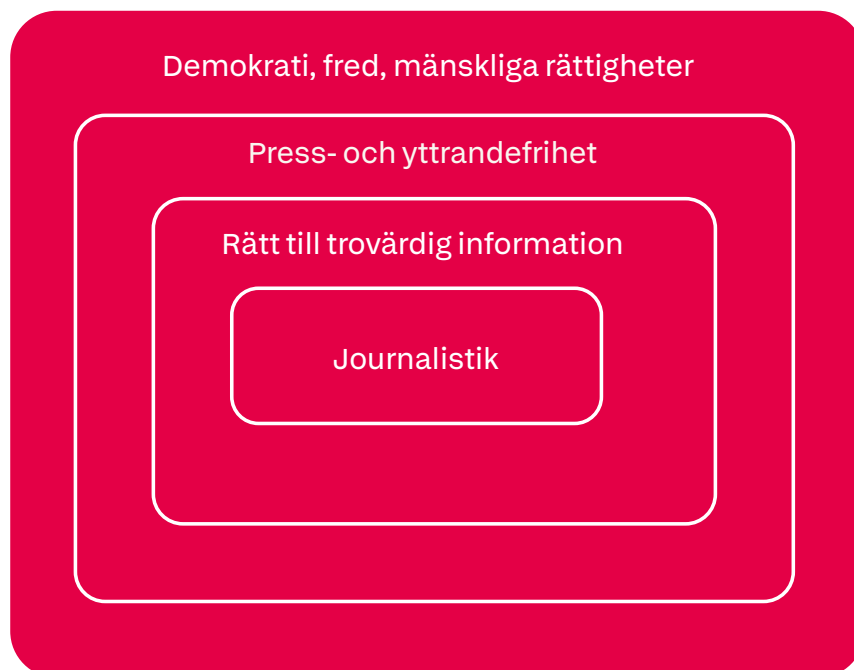 Demokrati, fred, mänskliga rättigheter
Press- och yttrandefrihet
Rätt till trovärdig information
Journalistik